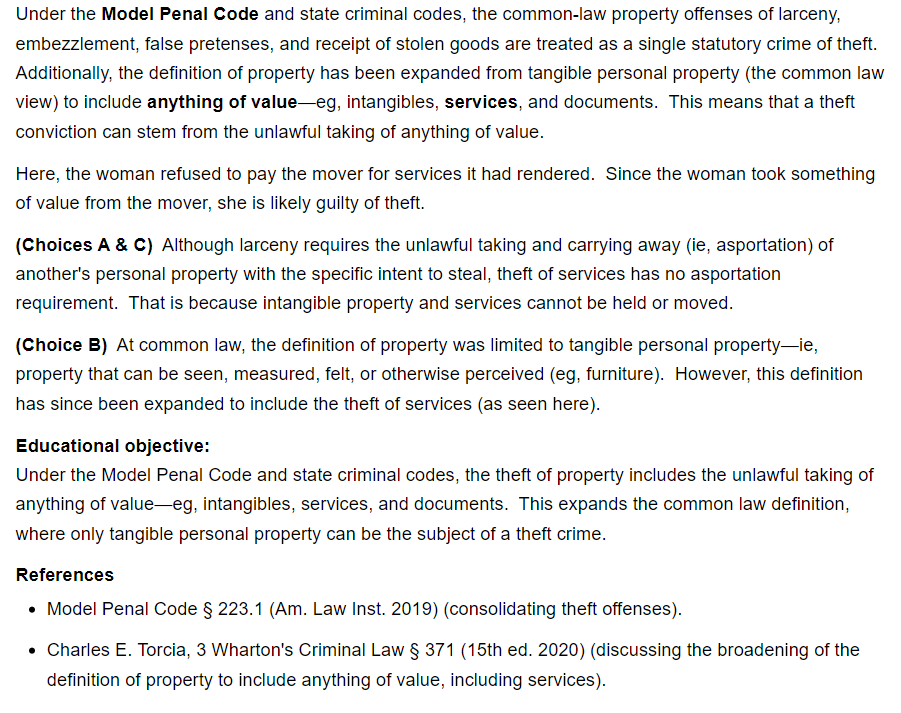 Under the Model Penal Code and state criminal codes, the common-law property offenses of larceny,
embezzlement, false pretenses, and receipt of stolen goods are treated as a single statutory crime of theft.
Additionally, the definition of property has been expanded from tangible personal property (the common law
view) to include anything of value—eg, intangibles, services, and documents.  This means that a theft
conviction can stem from the unlawful taking of anything of value.
Here, the woman refused to pay the mover for services it had rendered.  Since the woman took something
of value from the mover, she is likely guilty of theft.
(Choices A & C)  Although larceny requires the unlawful taking and carrying away (ie, asportation) of
another's personal property with the specific intent to steal, theft of services has no asportation
requirement.  That is because intangible property and services cannot be held or moved.
(Choice B)  At common law, the definition of property was limited to tangible personal property—ie,
property that can be seen, measured, felt, or otherwise perceived (eg, furniture).  However, this definition
has since been expanded to include the theft of services (as seen here).
Educational objective:
Under the Model Penal Code and state criminal codes, the theft of property includes the unlawful taking of
anything of value—eg, intangibles, services, and documents.  This expands the common law definition,
where only tangible personal property can be the subject of a theft crime.
References
• Model Penal Code § 223.1 (Am. Law Inst. 2019) (consolidating theft offenses).
• Charles E. Torcia, 3 Wharton's Criminal Law § 371 (15th ed. 2020) (discussing the broadening of the
definition of property to include anything of value, including services).